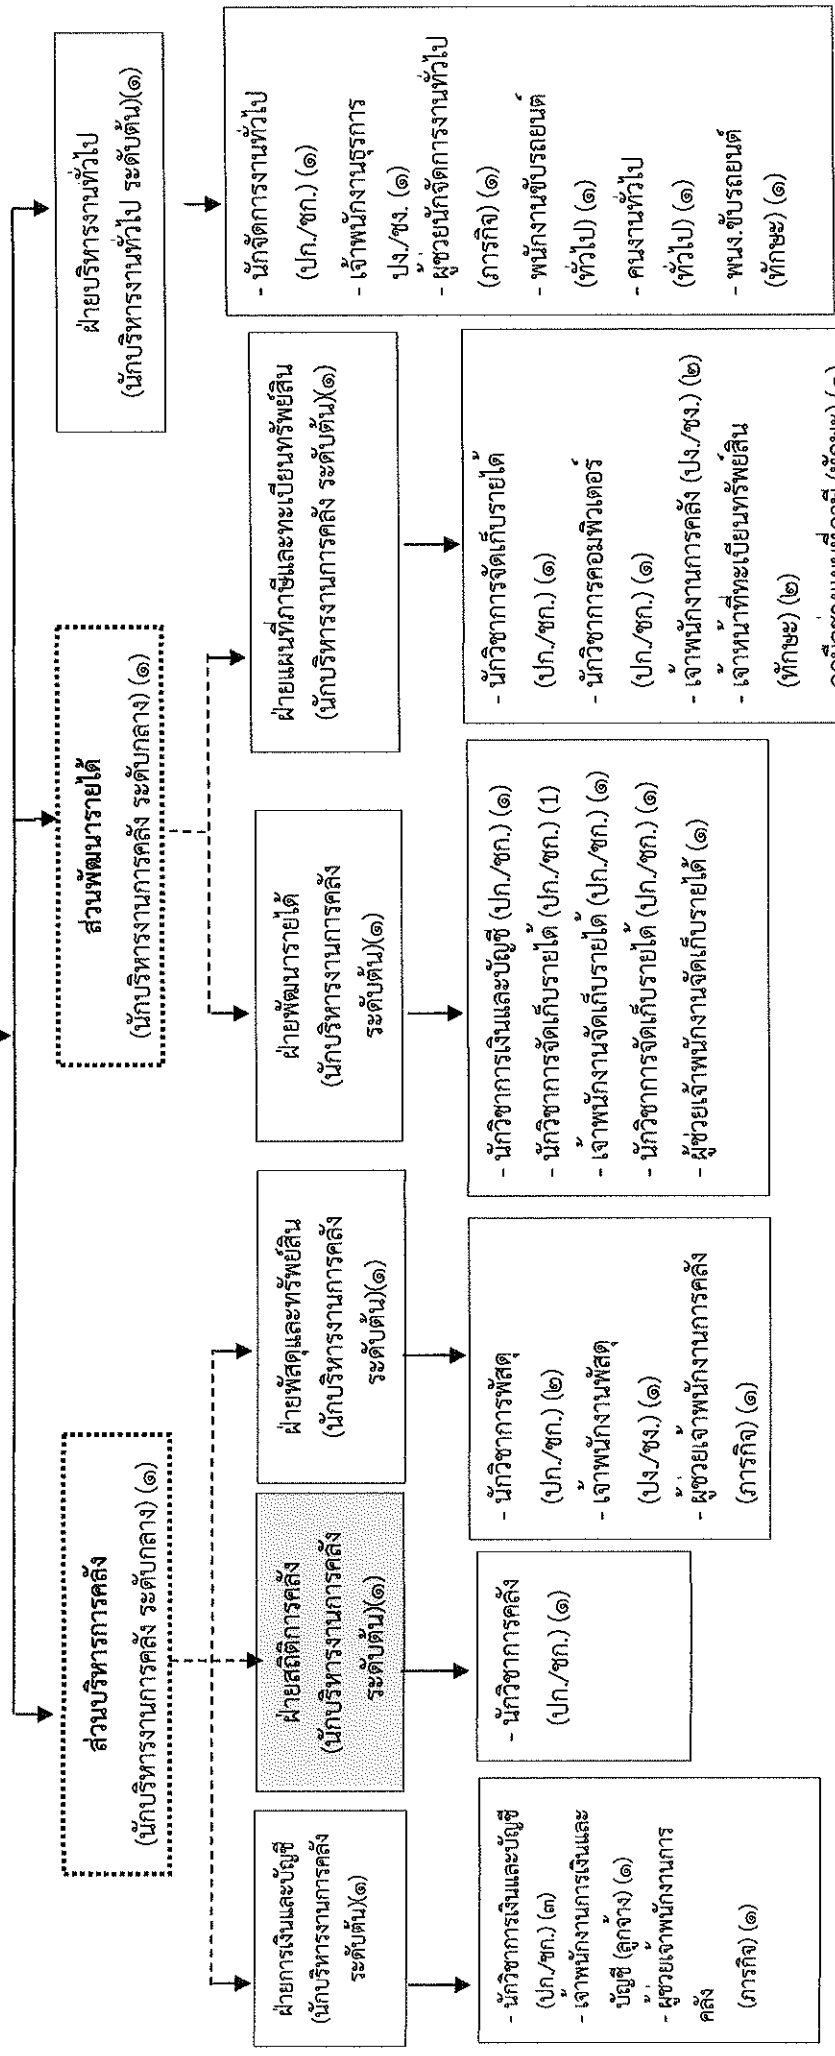 ส่วนบริหารการคลัง
(นักบริหารงานการคลัง ระดับกลาง) (๑)
ส่วนพัฒนารายได้
(นักบริหารงานการคลัง ระดับกลาง) (๑)
ฝ่ายบริหารงานทั่วไป
(นักบริหารงานทั่วไป ระดับต้น)(๑)
ฝ่ายการเงินและบัญชี
(นักบริหารงานการคลัง
ระดับต้น)(๑)
ฝ่ายสถิติการคลัง
(นักบริหารงานการคลัง
ระดับต้น)(๑)
ฝ่ายพัสดุและทรัพย์สิน
(นักบริหารงานการคลัง
ระดับต้น)(๑)
ฝ่ายพัฒนารายได้
(นักบริหารงานการคลัง
ระดับต้น)(๑)
ฝ่ายแผนที่ภาษีและทะเบียนทรัพย์สิน
(นักบริหารงานการคลัง ระดับต้น)(๑)
- นักวิชาการเงินและบัญชี
(ปก./ชก.) (๓)
- เจ้าพนักงานการเงินและ
บัญชี (ลูกจ้าง) (๑)
- ผู้ช่วยเจ้าพนักงานการ
คลัง
(ภารกิจ) (๑)
- นักวิชาการคลัง
(ปก./ชก.) (๑)
- นักวิชาการพัสดุ
(ปก./ชก.) (๒)
- เจ้าพนักงานพัสดุ
(ปง./ชง.) (๑)
- ผู้ช่วยเจ้าพนักงานการคลัง
(ภารกิจ) (๑)
- นักวิชาการเงินและบัญชี (ปก./ชก.) (๑)
- นักวิชาการจัดเก็บรายได้ (ปก./ชก.) (1)
เจ้าพนักงานจัดเก็บรายได้ (ปก./ชก.) (๑)
- นักวิชาการจัดเก็บรายได้ (ปก./ชก.) (๑)
- ผู้ช่วยเจ้าพนักงานจัดเก็บรายได้ (๑)
- นักวิชาการจัดเก็บรายได้
(ปก./ชก.) (๑)
- นักวิชาการคอมพิวเตอร์
(ปก./ชก.) (๑)
- เจ้าพนักงานการคลัง (ปง./ชง.) (๒)
- เจ้าหน้าที่ทะเบียนทรัพย์สิน
(ทักษะ) (๒)
- นักจัดการงานทั่วไป
(ปก./ชก.) (๑)
- เจ้าพนักงานธุรการ
ปง./ชง. (๑)
- ผู้ช่วยนักจัดการงานทั่วไป
(ภารกิจ) (๑)
- พนักงานขับรถยนต์
(ทั่วไป) (๑)
- คนงานทั่วไป
(ทั่วไป) (๑)
- พนง.ขับรถยนต์
(ทักษะ) (๑)